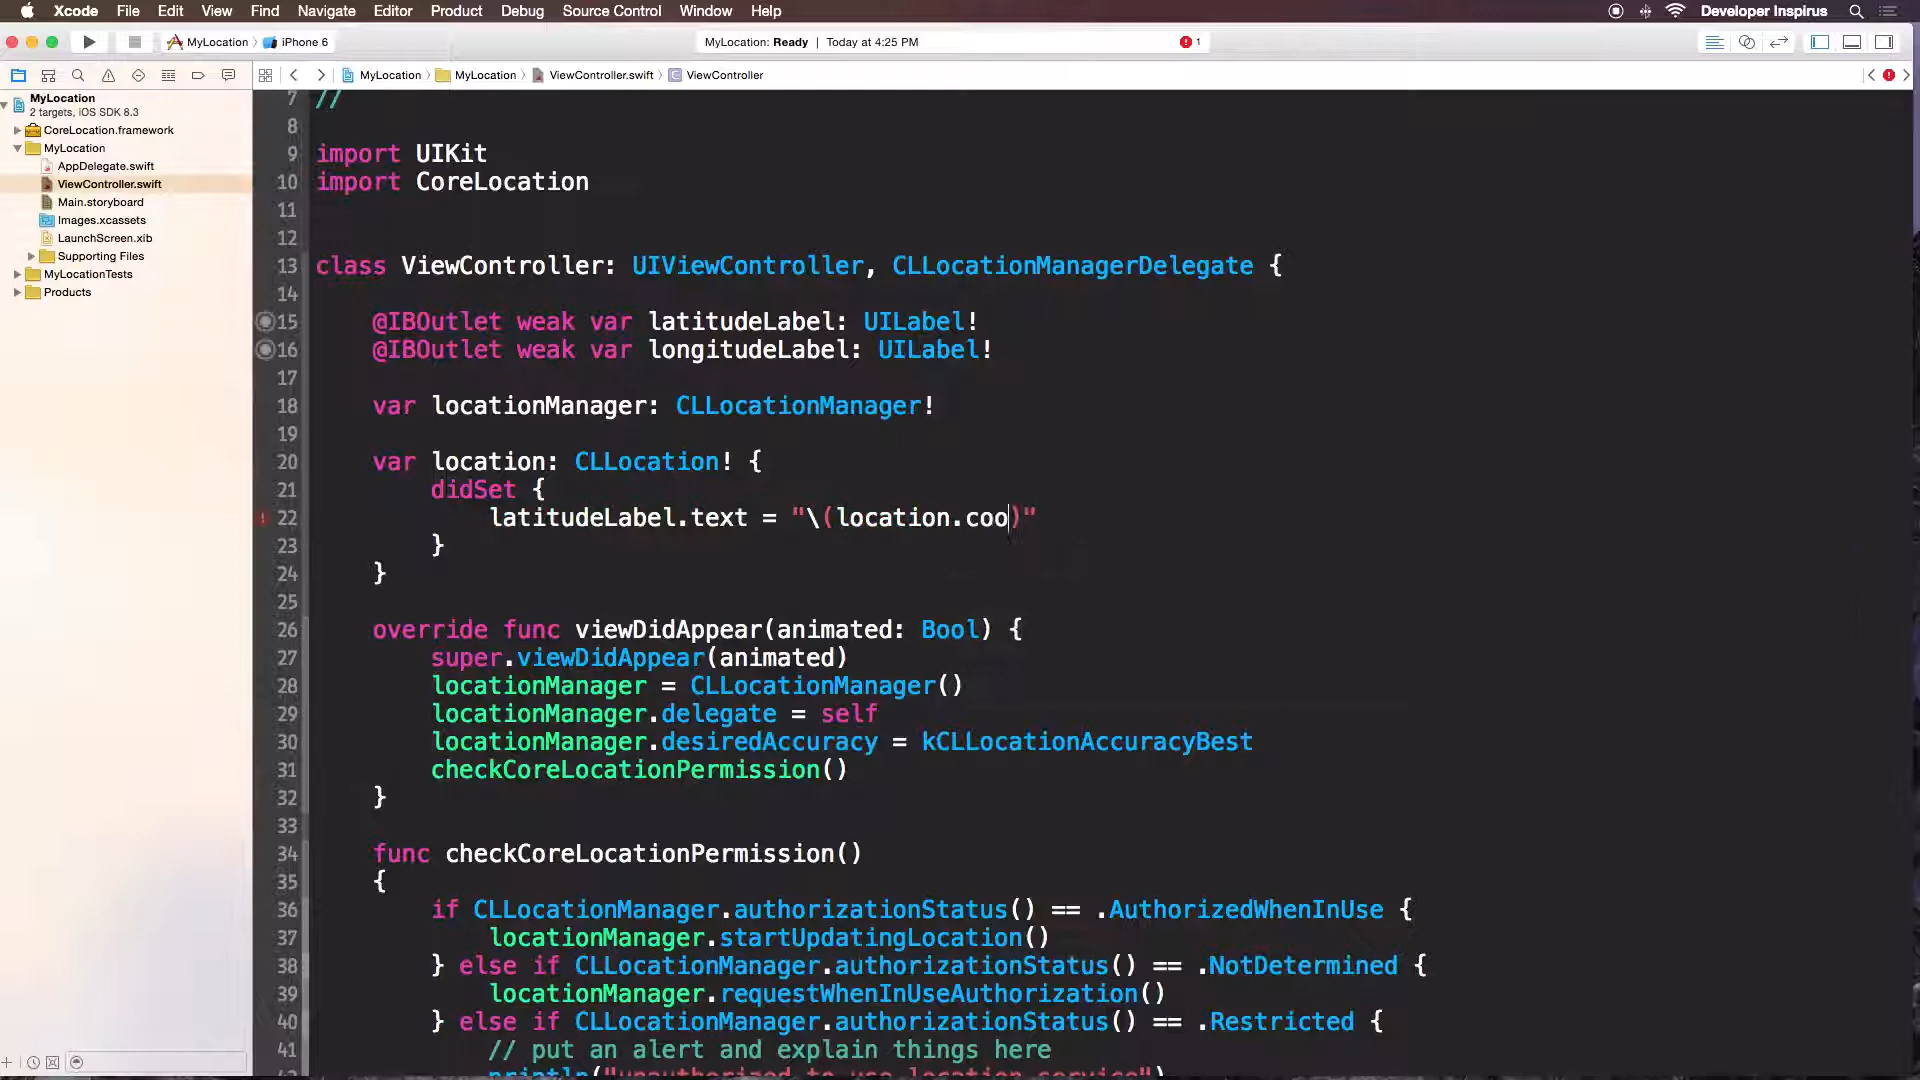 Xcode File Edit View Find Navigate Editor Product Debug Source Control Window Help Developer Inspirus
MyLocation iPhone 6 MyLocation: Ready | Today at 4:25 PM 1
MyLocation MyLocation ViewController.swift ViewController
MyLocation
2 targets, iOS SDK 8.3
CoreLocation.framework
MyLocation
AppDelegate.swift
ViewController.swift
Main.storyboard
Images.xcassets
LaunchScreen.xib
Supporting Files
MyLocationTests
Products
7 //
8
9 import UIKit
10 import CoreLocation
11
12
13 class ViewController: UIViewController, CLLocationManagerDelegate {
14
15 @IBOutlet weak var latitudeLabel: UILabel!
16 @IBOutlet weak var longitudeLabel: UILabel!
17
18 var locationManager: CLLocationManager!
19
20 var location: CLLocation! {
21 didSet {
22 latitudeLabel.text = "\(location.coo)"
23 }
24 }
25
26 override func viewDidAppear(animated: Bool) {
27 super.viewDidAppear(animated)
28 locationManager = CLLocationManager()
29 locationManager.delegate = self
30 locationManager.desiredAccuracy = kCLLocationAccuracyBest
31 checkCoreLocationPermission()
32 }
33
34 func checkCoreLocationPermission()
35 {
36 if CLLocationManager.authorizationStatus() == .AuthorizedWhenInUse {
37 locationManager.startUpdatingLocation()
38 } else if CLLocationManager.authorizationStatus() == .NotDetermined {
39 locationManager.requestWhenInUseAuthorization()
40 } else if CLLocationManager.authorizationStatus() == .Restricted {
41 // put an alert and explain things here
println("unauthorized to use location service")